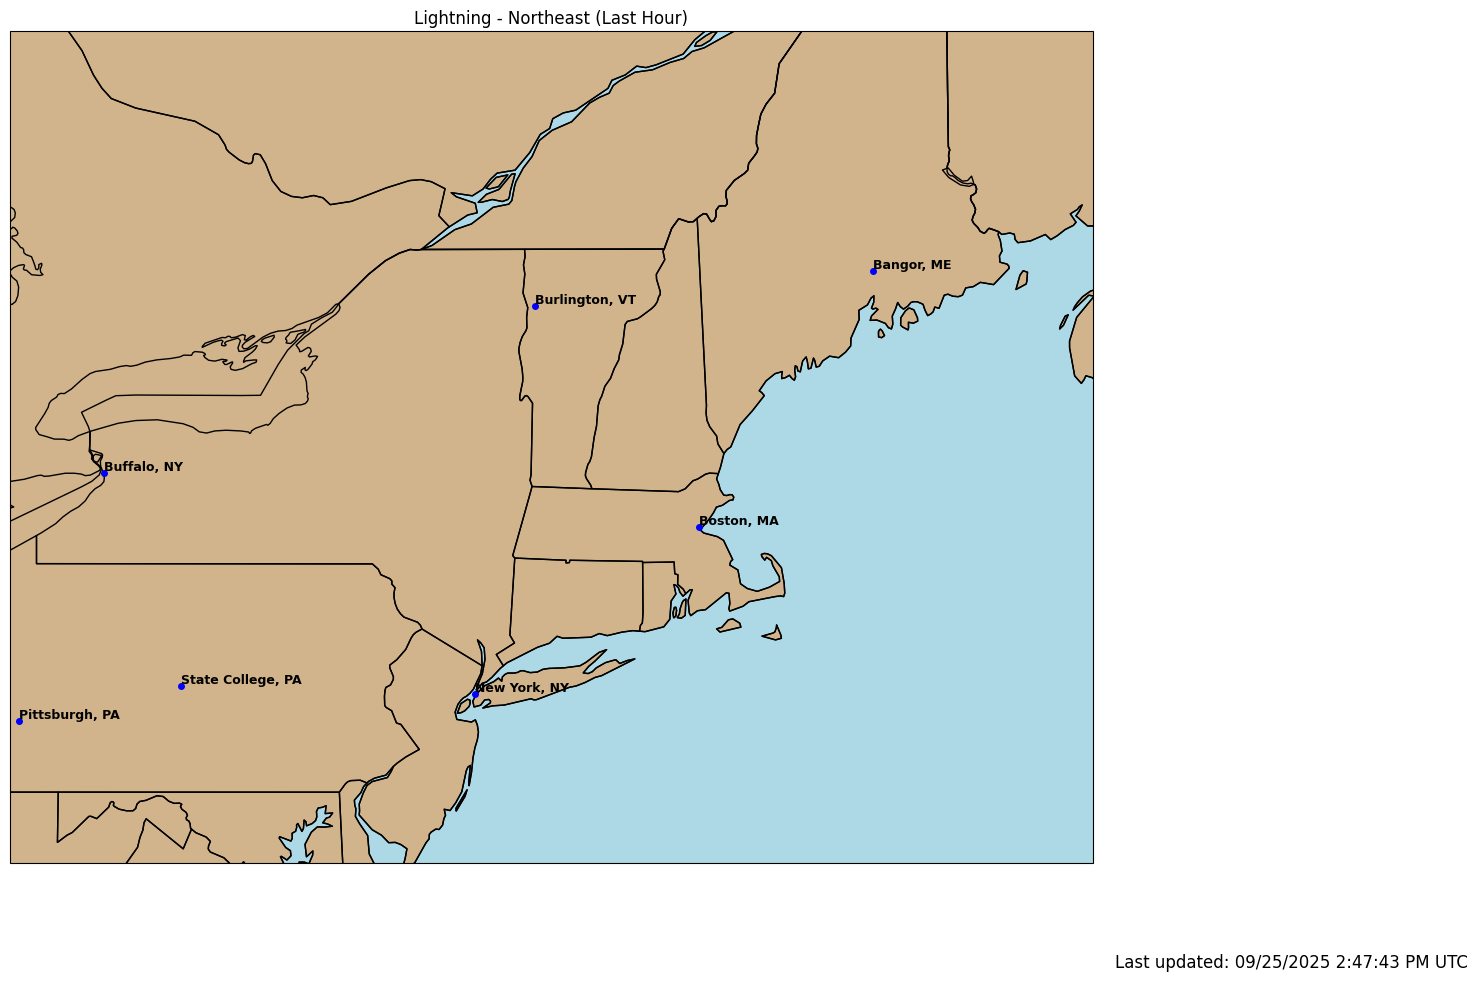 Lightning - Northeast (Last Hour)
Bangor, ME
Burlington, VT
Buffalo, NY
Boston, MA
State College, PA
New York, NY
Pittsburgh, PA
Last updated: 09/25/2025 2:47:43 PM UTC